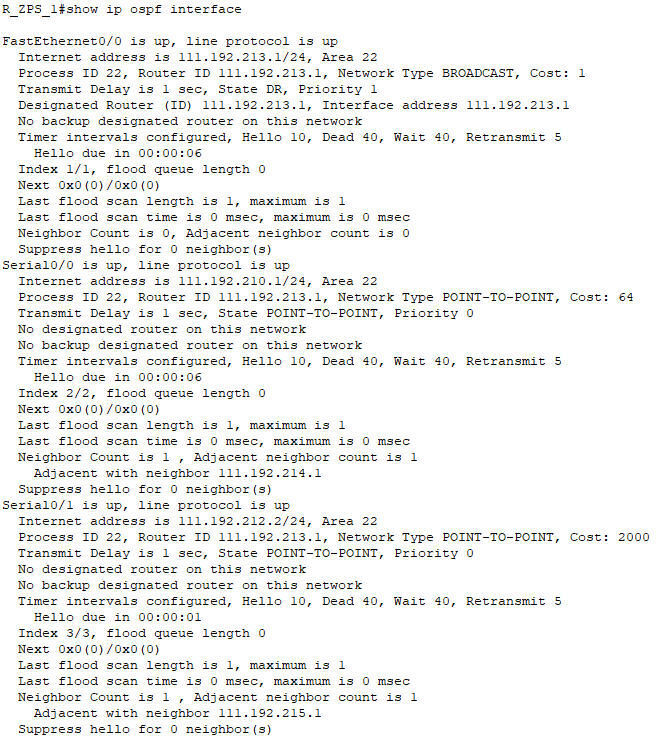 R_ZPS_1#show ip ospf interface

FastEthernet0/0 is up, line protocol is up
  Internet address is 111.192.213.1/24, Area 22
  Process ID 22, Router ID 111.192.213.1, Network Type BROADCAST, Cost: 1
  Transmit Delay is 1 sec, State DR, Priority 1
  Designated Router (ID) 111.192.213.1, Interface address 111.192.213.1
  No backup designated router on this network
  Timer intervals configured, Hello 10, Dead 40, Wait 40, Retransmit 5
    Hello due in 00:00:06
  Index 1/1, flood queue length 0
  Next 0x0(0)/0x0(0)
  Last flood scan length is 1, maximum is 1
  Last flood scan time is 0 msec, maximum is 0 msec
  Neighbor Count is 0, Adjacent neighbor count is 0
  Suppress hello for 0 neighbor(s)
Serial0/0 is up, line protocol is up
  Internet address is 111.192.210.1/24, Area 22
  Process ID 22, Router ID 111.192.213.1, Network Type POINT-TO-POINT, Cost: 64
  Transmit Delay is 1 sec, State POINT-TO-POINT, Priority 0
  No designated router on this network
  No backup designated router on this network
  Timer intervals configured, Hello 10, Dead 40, Wait 40, Retransmit 5
    Hello due in 00:00:06
  Index 2/2, flood queue length 0
  Next 0x0(0)/0x0(0)
  Last flood scan length is 1, maximum is 1
  Last flood scan time is 0 msec, maximum is 0 msec
  Neighbor Count is 1 , Adjacent neighbor count is 1
    Adjacent with neighbor 111.192.214.1
  Suppress hello for 0 neighbor(s)
Serial0/1 is up, line protocol is up
  Internet address is 111.192.212.2/24, Area 22
  Process ID 22, Router ID 111.192.213.1, Network Type POINT-TO-POINT, Cost: 2000
  Transmit Delay is 1 sec, State POINT-TO-POINT, Priority 0
  No designated router on this network
  No backup designated router on this network
  Timer intervals configured, Hello 10, Dead 40, Wait 40, Retransmit 5
    Hello due in 00:00:01
  Index 3/3, flood queue length 0
  Next 0x0(0)/0x0(0)
  Last flood scan length is 1, maximum is 1
  Last flood scan time is 0 msec, maximum is 0 msec
  Neighbor Count is 1 , Adjacent neighbor count is 1
    Adjacent with neighbor 111.192.215.1
  Suppress hello for 0 neighbor(s)